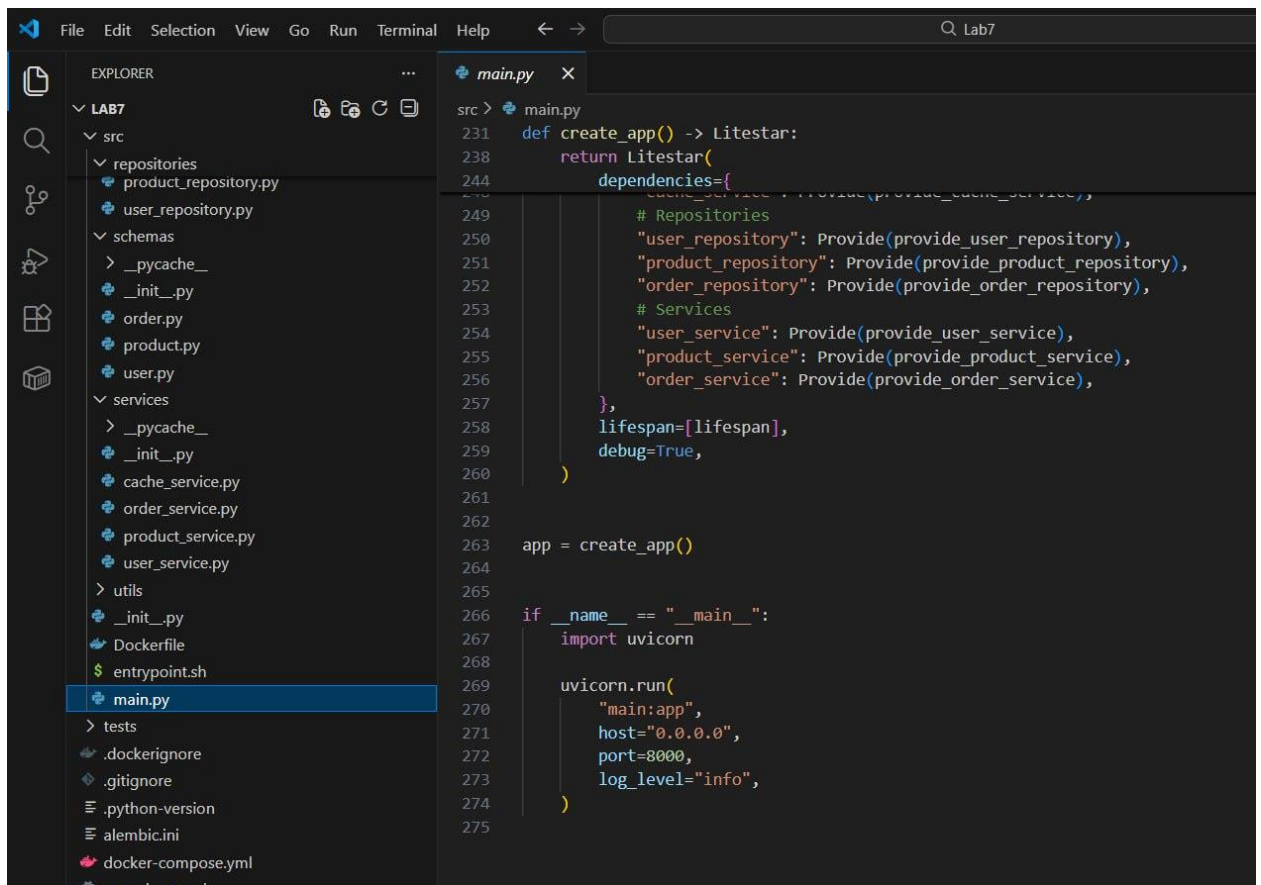 File Edit Selection View Go Run Terminal Help
Lab7
EXPLORER
LAB7
src
repositories
product_repository.py
user_repository.py
schemas
__pycache__
__init__.py
order.py
product.py
user.py
services
__pycache__
__init__.py
cache_service.py
order_service.py
product_service.py
user_service.py
utils
__init__.py
Dockerfile
entrypoint.sh
main.py
tests
.dockerignore
.gitignore
.python-version
alembic.ini
docker-compose.yml
main.py
src > main.py
231 def create_app() -> Litestar:
238 return Litestar(
244 dependencies={
249 # Repositories
250 "user_repository": Provide(provide_user_repository),
251 "product_repository": Provide(provide_product_repository),
252 "order_repository": Provide(provide_order_repository),
253 # Services
254 "user_service": Provide(provide_user_service),
255 "product_service": Provide(provide_product_service),
256 "order_service": Provide(provide_order_service),
257 },
258 lifespan=[lifespan],
259 debug=True,
260 )
261
262
263 app = create_app()
264
265
266 if __name__ == "__main__":
267 import uvicorn
268
269 uvicorn.run(
270 "main:app",
271 host="0.0.0.0",
272 port=8000,
273 log_level="info",
274 )
275